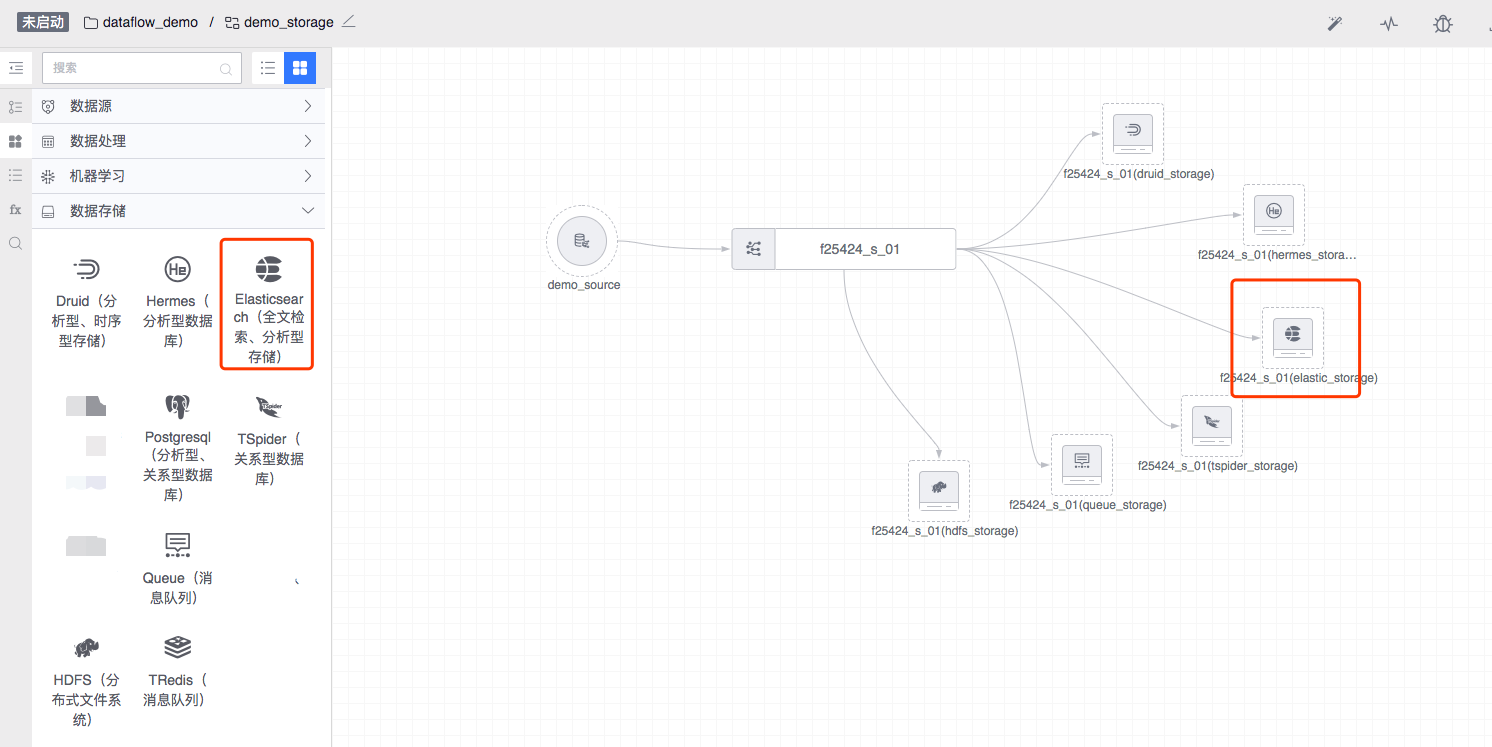 未启动 dataflow_demo / demo_storage
搜索
数据源
数据处理
机器学习
fx 数据存储
Druid（分
析型、时序
型存储）
Hermes（
分析型数据
库）
Elasticsear
ch（全文检
索、分析型
存储）
Postgresql
（分析型、
关系型数据
库）
TSpider
TSpider（
关系型数据
库）
Queue（消
息队列）
HDFS（分
布式文件系
统）
TRedis（
消息队列）
demo_source
f25424_s_01
f25424_s_01(druid_storage)
He
f25424_s_01(hermes_stora...
f25424_s_01(elastic_storage)
f25424_s_01(tspider_storage)
f25424_s_01(queue_storage)
f25424_s_01(hdfs_storage)